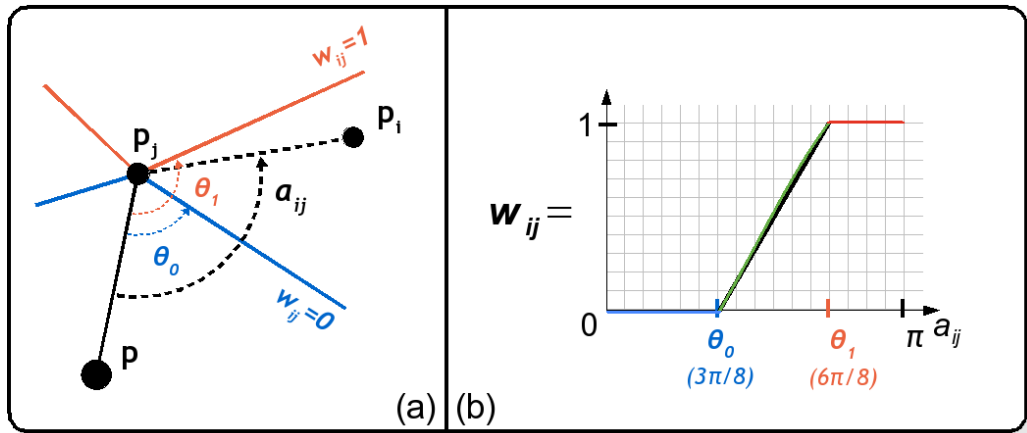 w_ij=1
p_i
p_j
θ_1
a_ij
θ_0
w_ij=0
p
(a)
(b)
1
w_ij=
0
θ_0
(3π/8)
θ_1
(6π/8)
π
a_ij